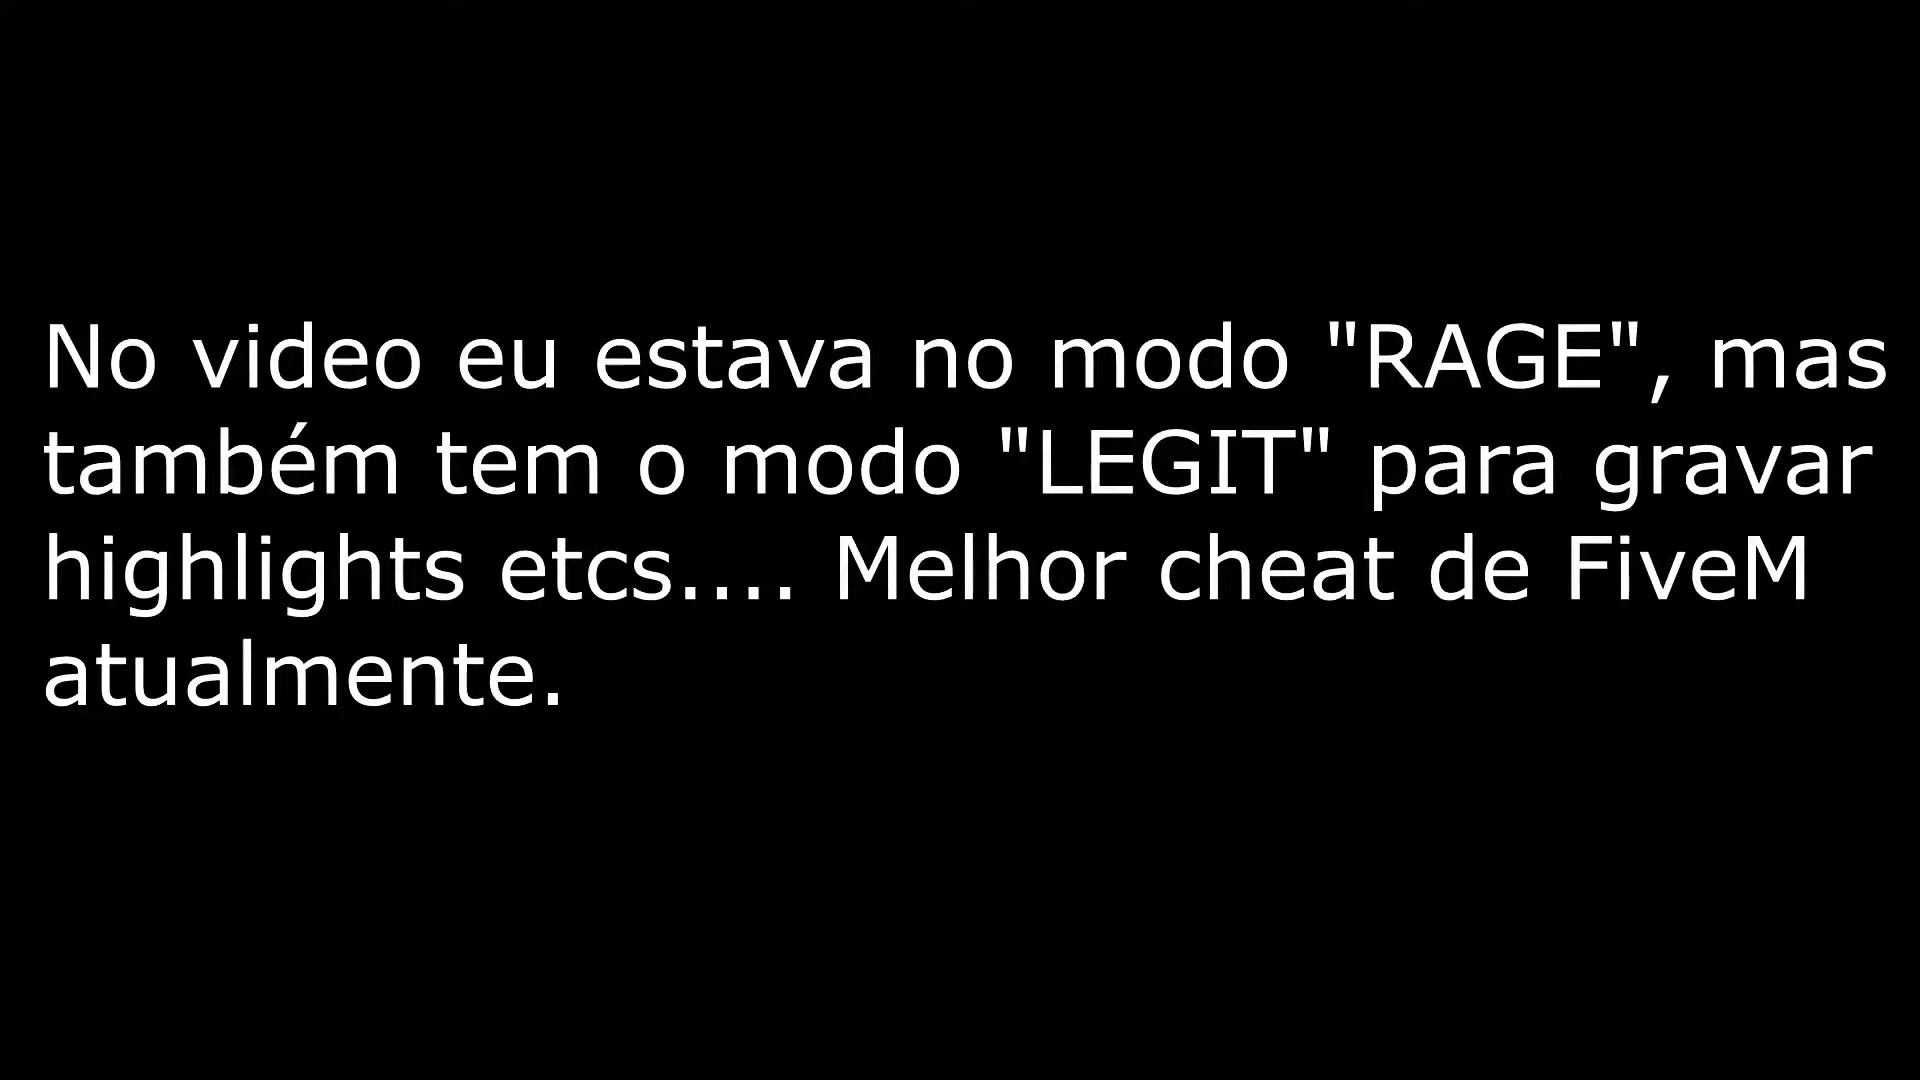 No video eu estava no modo "RAGE", mas
também tem o modo "LEGIT" para gravar
highlights etcs.... Melhor cheat de FiveM
atualmente.